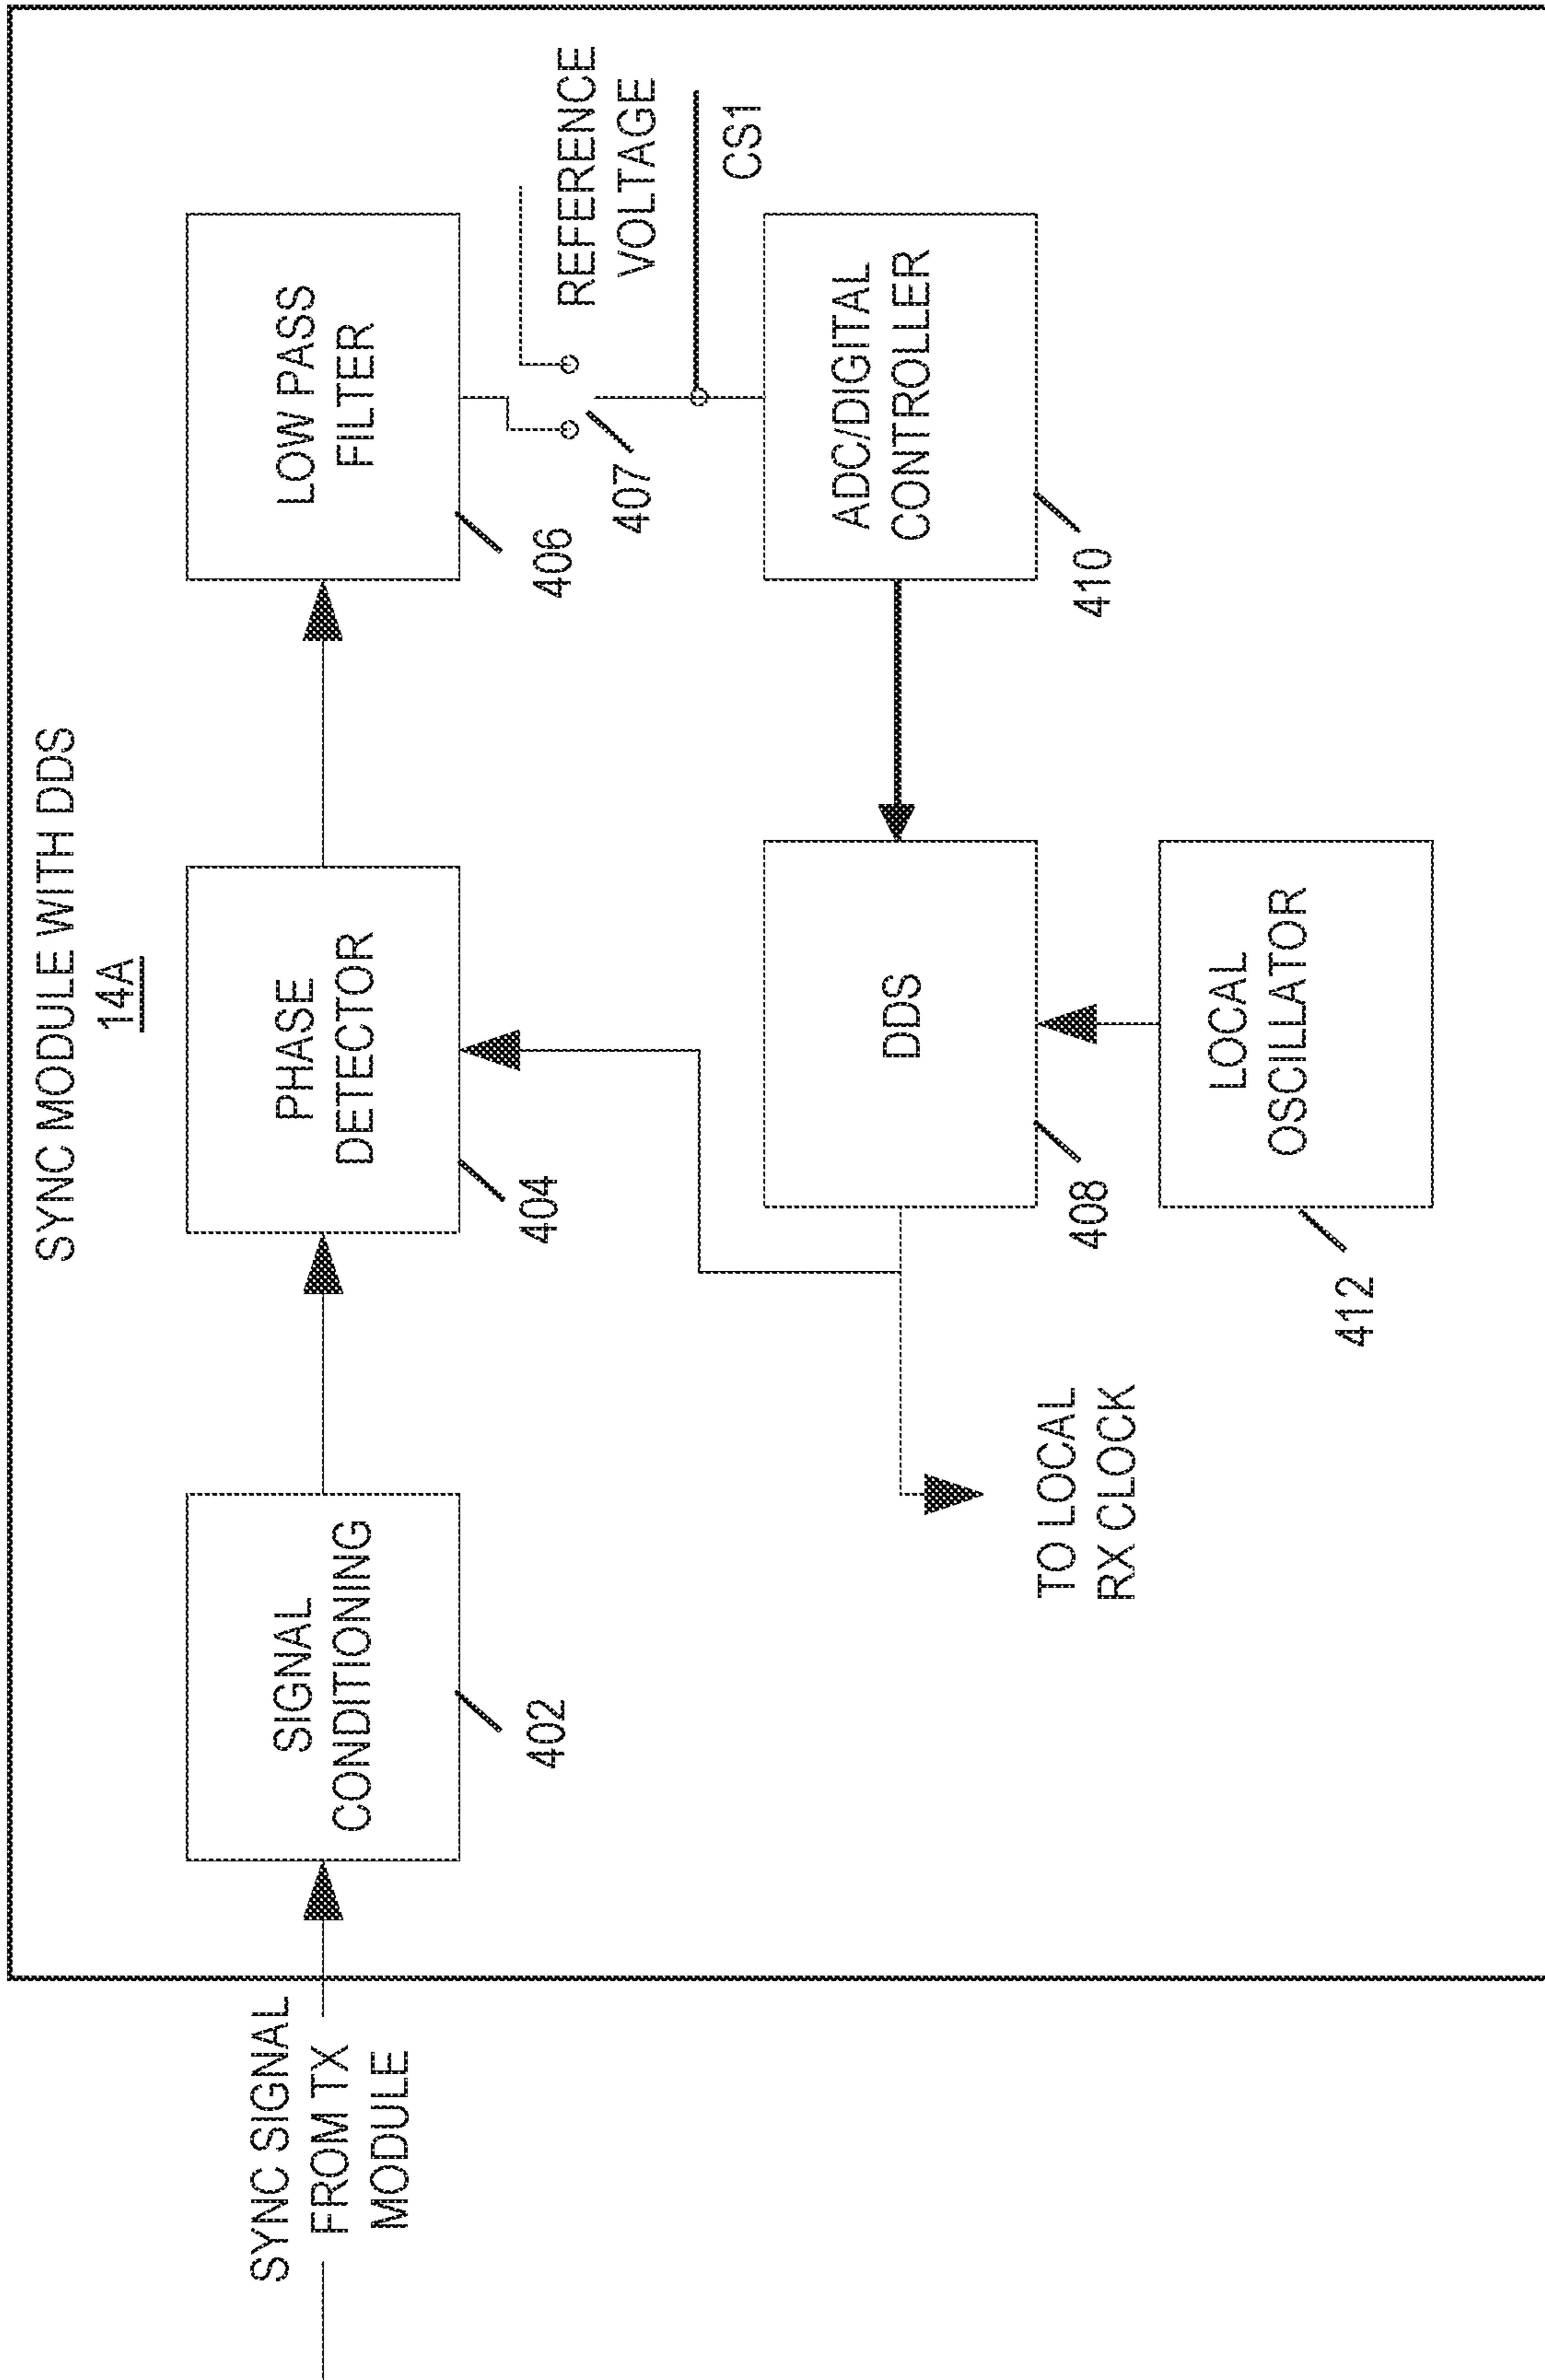 SYNC MODULE WITH DDS
14A
SYNC SIGNAL
FROM TX
MODULE
SIGNAL
CONDITIONING
402
PHASE
DETECTOR
404
LOW PASS
FILTER
406
REFERENCE
VOLTAGE
407
CS1
ADC/DIGITAL
CONTROLLER
410
DDS
408
LOCAL
OSCILLATOR
412
TO LOCAL
RX CLOCK